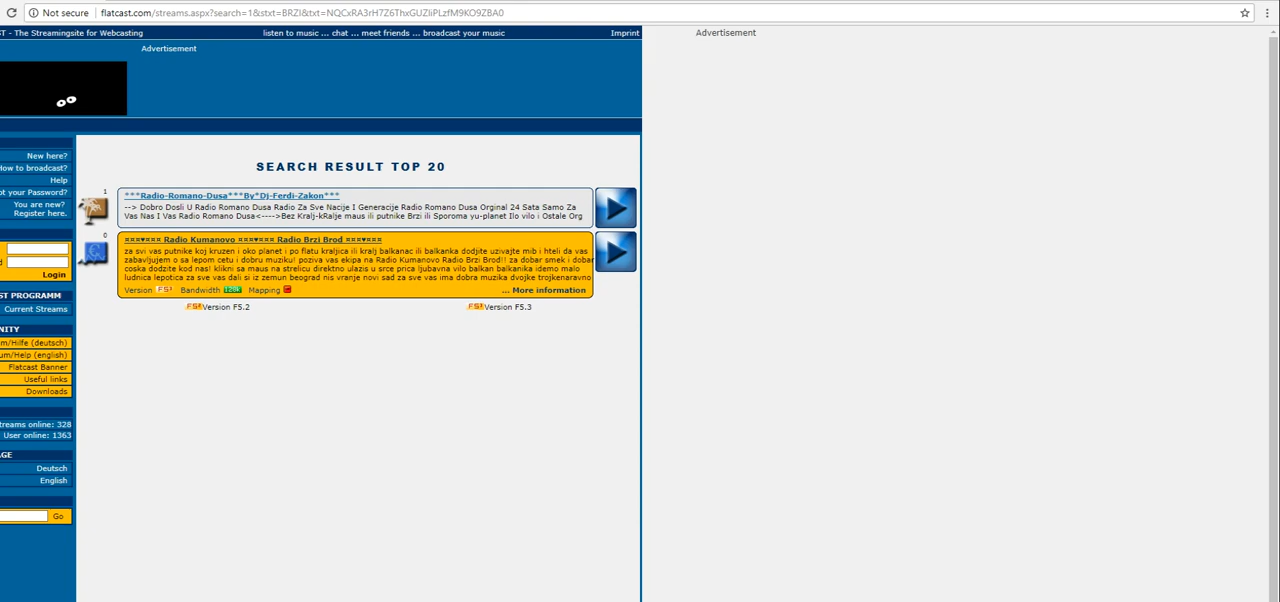 Not secure flatcast.com/streams.aspx?search=1&stxt=BRZI&txt=NQCxRA3rH7Z6ThxGUZliPLzfM9KO9ZBA0
ST - The Streamingsite for Webcasting listen to music ... chat ... meet friends ... broadcast your music Imprint
Advertisement
Advertisement
New here?
How to broadcast?
Help
ot your Password?
You are new?
Register here.
d
Login
ST PROGRAMM
Current Streams
NITY
m/Hilfe (deutsch)
um/Help (english)
Flatcast Banner
Useful links
Downloads
treams online: 328
User online: 1363
AGE
Deutsch
English
Go
SEARCH RESULT TOP 20
1
***Radio-Romano-Dusa***By*Dj-Ferdi-Zakon***
--> Dobro Dosli U Radio Romano Dusa Radio Za Sve Nacije I Generacije Radio Romano Dusa Orginal 24 Sata Samo Za
Vas Nas I Vas Radio Romano Dusa<---->Bez Kralj-kRalje maus ili putnike Brzi ili Sporoma yu-planet Ilo vilo i Ostale Org
0
¤¤¤♥¤¤¤ Radio Kumanovo ¤¤¤♥¤¤¤ Radio Brzi Brod ¤¤¤♥¤¤¤
za svi vas putnike koj kruzen i oko planet i po flatu kraljice ili kralj balkanac ili balkanka dodjite uzivajte mib i hteli da vas
zabavljujem o sa lepom cetu i dobru muziku! poziva vas ekipa na Radio Kumanovo Radio Brzi Brod!! za dobar smek i dobar
coska dodzite kod nas! klikni sa maus na strelicu direktno ulazis u srce prica ljubavna vilo balkan balkanika idemo malo
ludnica lepotica za sve vas dali si iz zemun beograd nis vranje novi sad za sve vas ima dobra muzika dvojke trojkenaravno
Version FS! Bandwidth 128K Mapping C ... More information
FS² Version F5.2 FS! Version F5.3